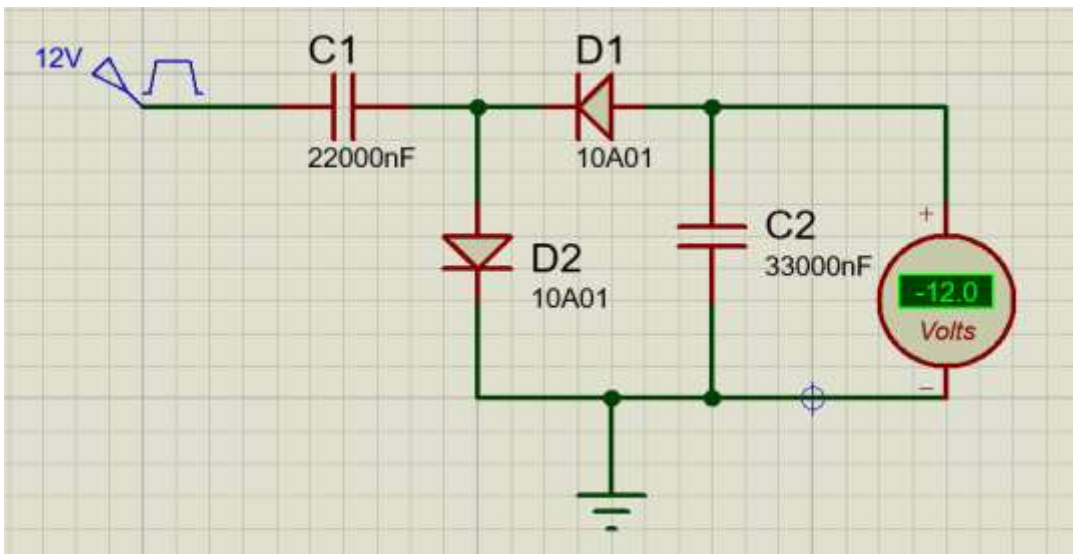 12V
C1
22000nF
D1
10A01
D2
10A01
C2
33000nF
+
-12.0
Volts
−